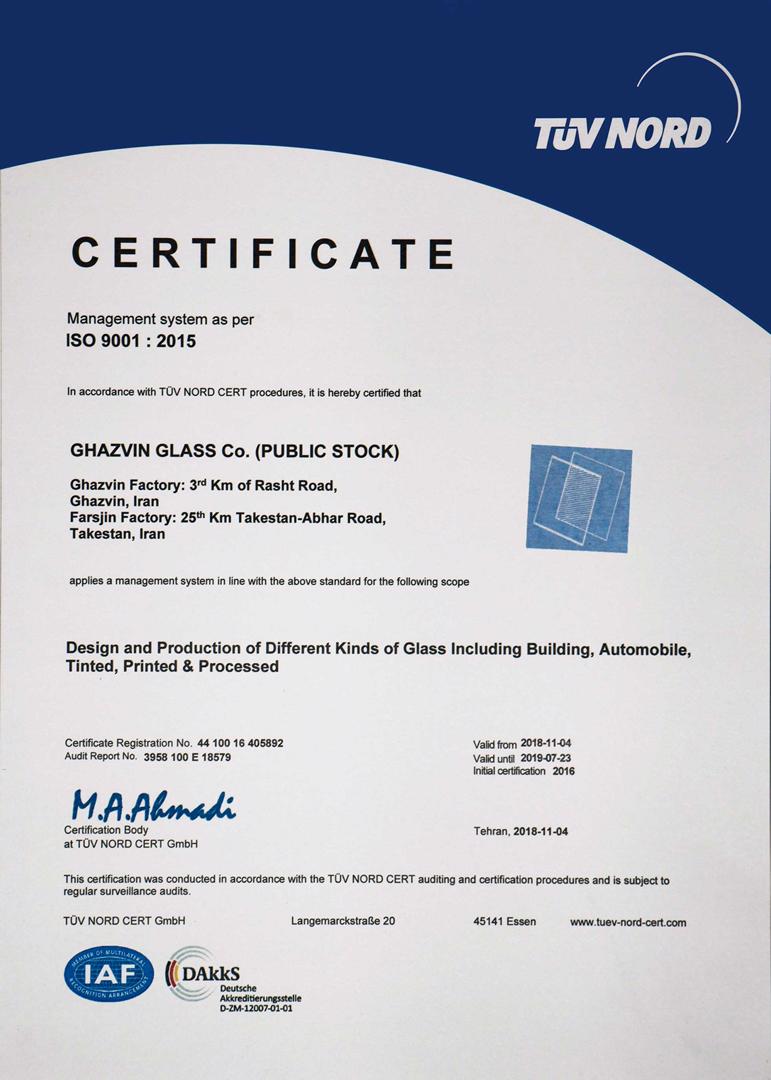 TÜV NORD
CERTIFICATE
Management system as per
ISO 9001 : 2015
In accordance with TÜV NORD CERT procedures, it is hereby certified that
GHAZVIN GLASS Co. (PUBLIC STOCK)
Ghazvin Factory: 3rd Km of Rasht Road,
Ghazvin, Iran
Farsjin Factory: 25th Km Takestan-Abhar Road,
Takestan, Iran
applies a management system in line with the above standard for the following scope
Design and Production of Different Kinds of Glass Including Building, Automobile,
Tinted, Printed & Processed
Certificate Registration No. 44 100 16 405892
Audit Report No. 3958 100 E 18579
Valid from 2018-11-04
Valid until 2019-07-23
Initial certification 2016
M.A.Ahmadi
Certification Body
at TÜV NORD CERT GmbH
Tehran, 2018-11-04
This certification was conducted in accordance with the TÜV NORD CERT auditing and certification procedures and is subject to
regular surveillance audits.
TÜV NORD CERT GmbH Langemarckstraße 20 45141 Essen www.tuev-nord-cert.com
MEMBER OF MULTILATERAL
IAF
RECOGNITION ARRANGEMENT
DAkkS
Deutsche
Akkreditierungsstelle
D-ZM-12007-01-01